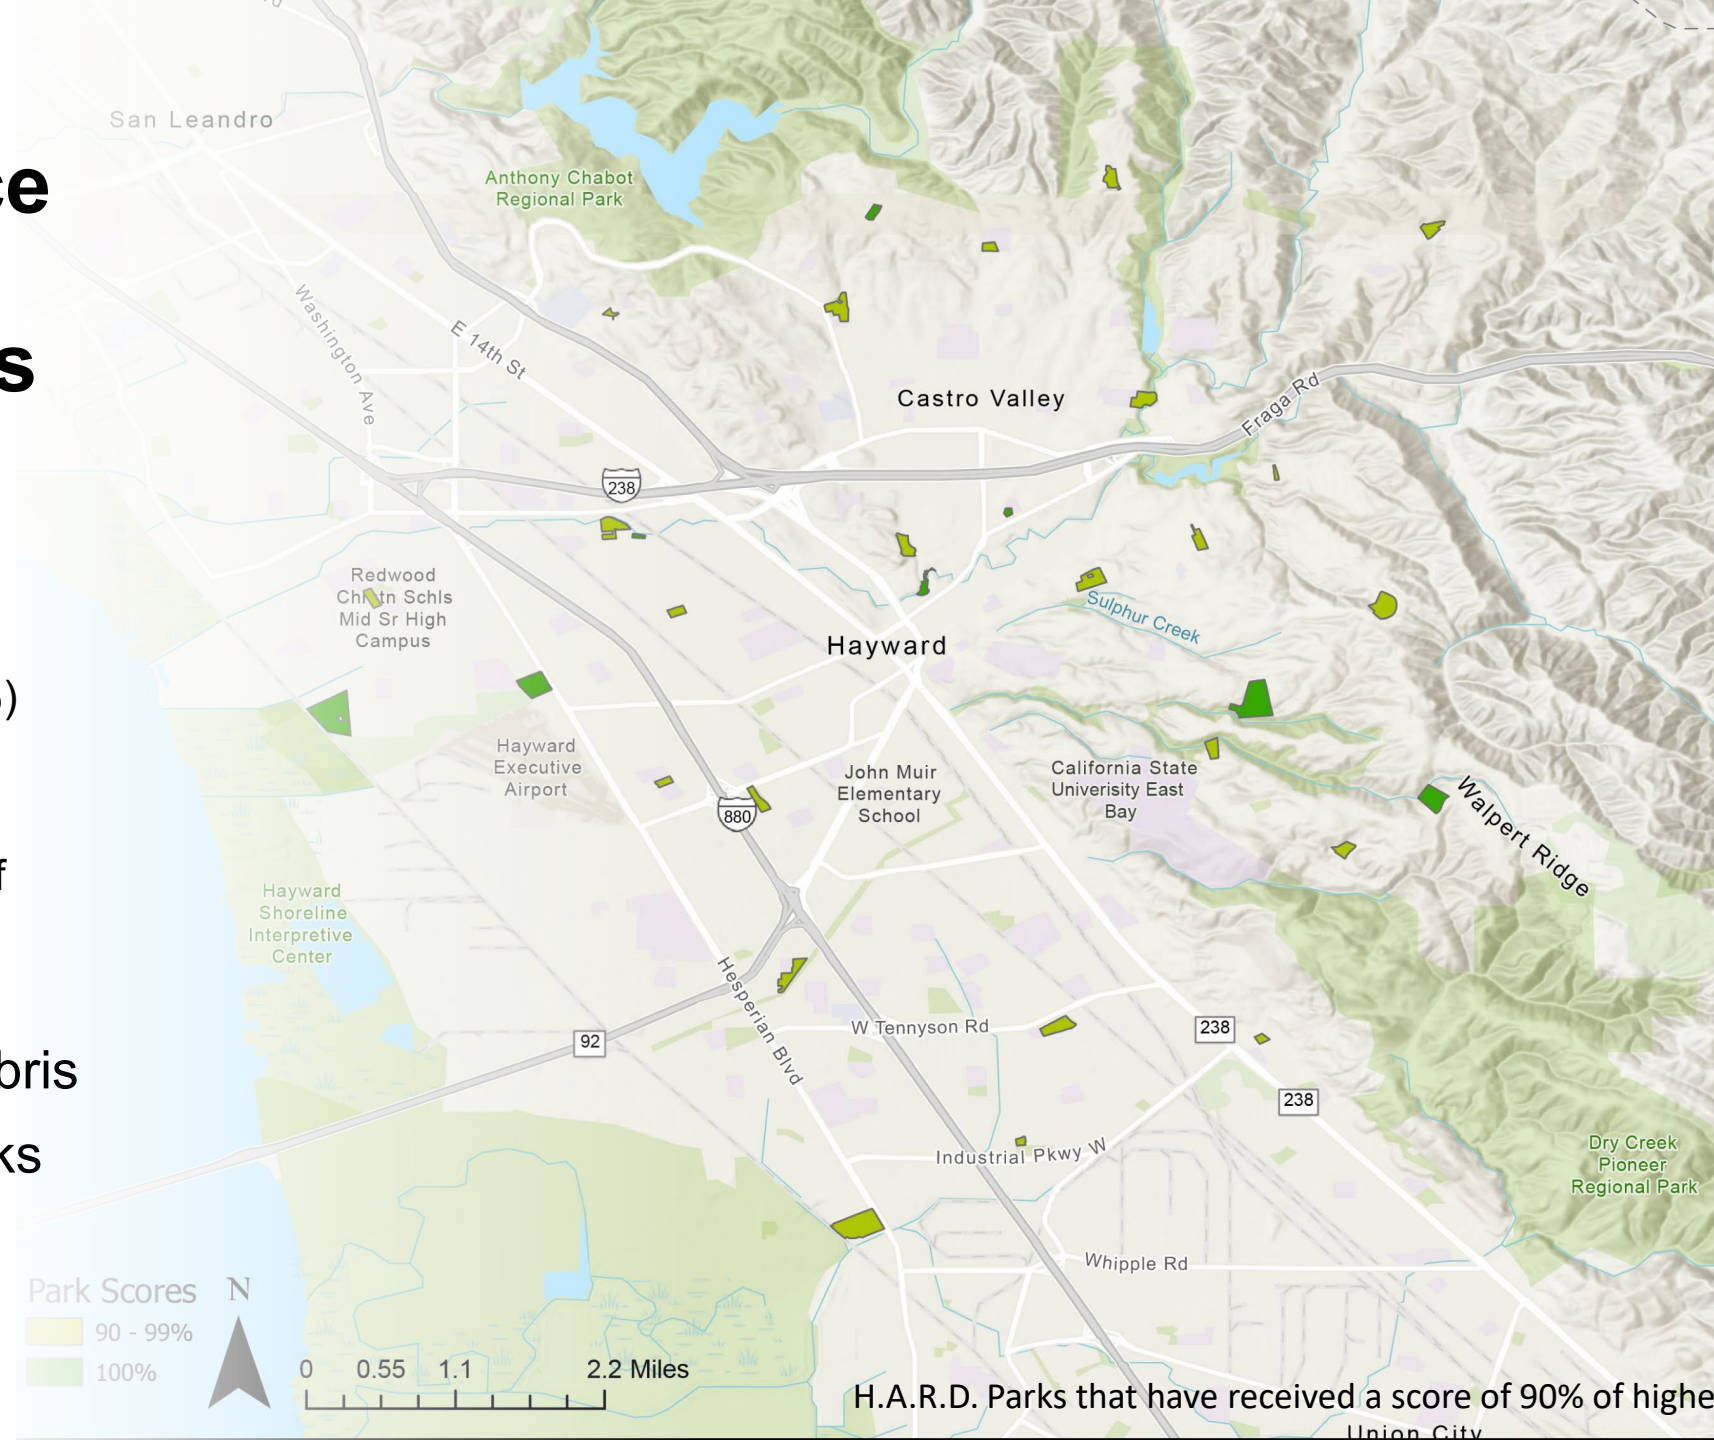 ce
s
)
f
bris
ks
San Leandro
Anthony Chabot
Regional Park
Washington Ave
E 14th St
Castro Valley
Fraga Rd
238
Redwood
Christn Schls
Mid Sr High
Campus
Sulphur Creek
Hayward
Hayward
Executive
Airport
John Muir
Elementary
School
California State
Univerisity East
Bay
880
Walpert Ridge
Hayward
Shoreline
Interpretive
Center
Hesperian Blvd
W Tennyson Rd
92
238
238
Industrial Pkwy W
Dry Creek
Pioneer
Regional Park
Whipple Rd
Park Scores
N
90 - 99%
100%
0 0.55 1.1 2.2 Miles
H.A.R.D. Parks that have received a score of 90% of highe
Union City